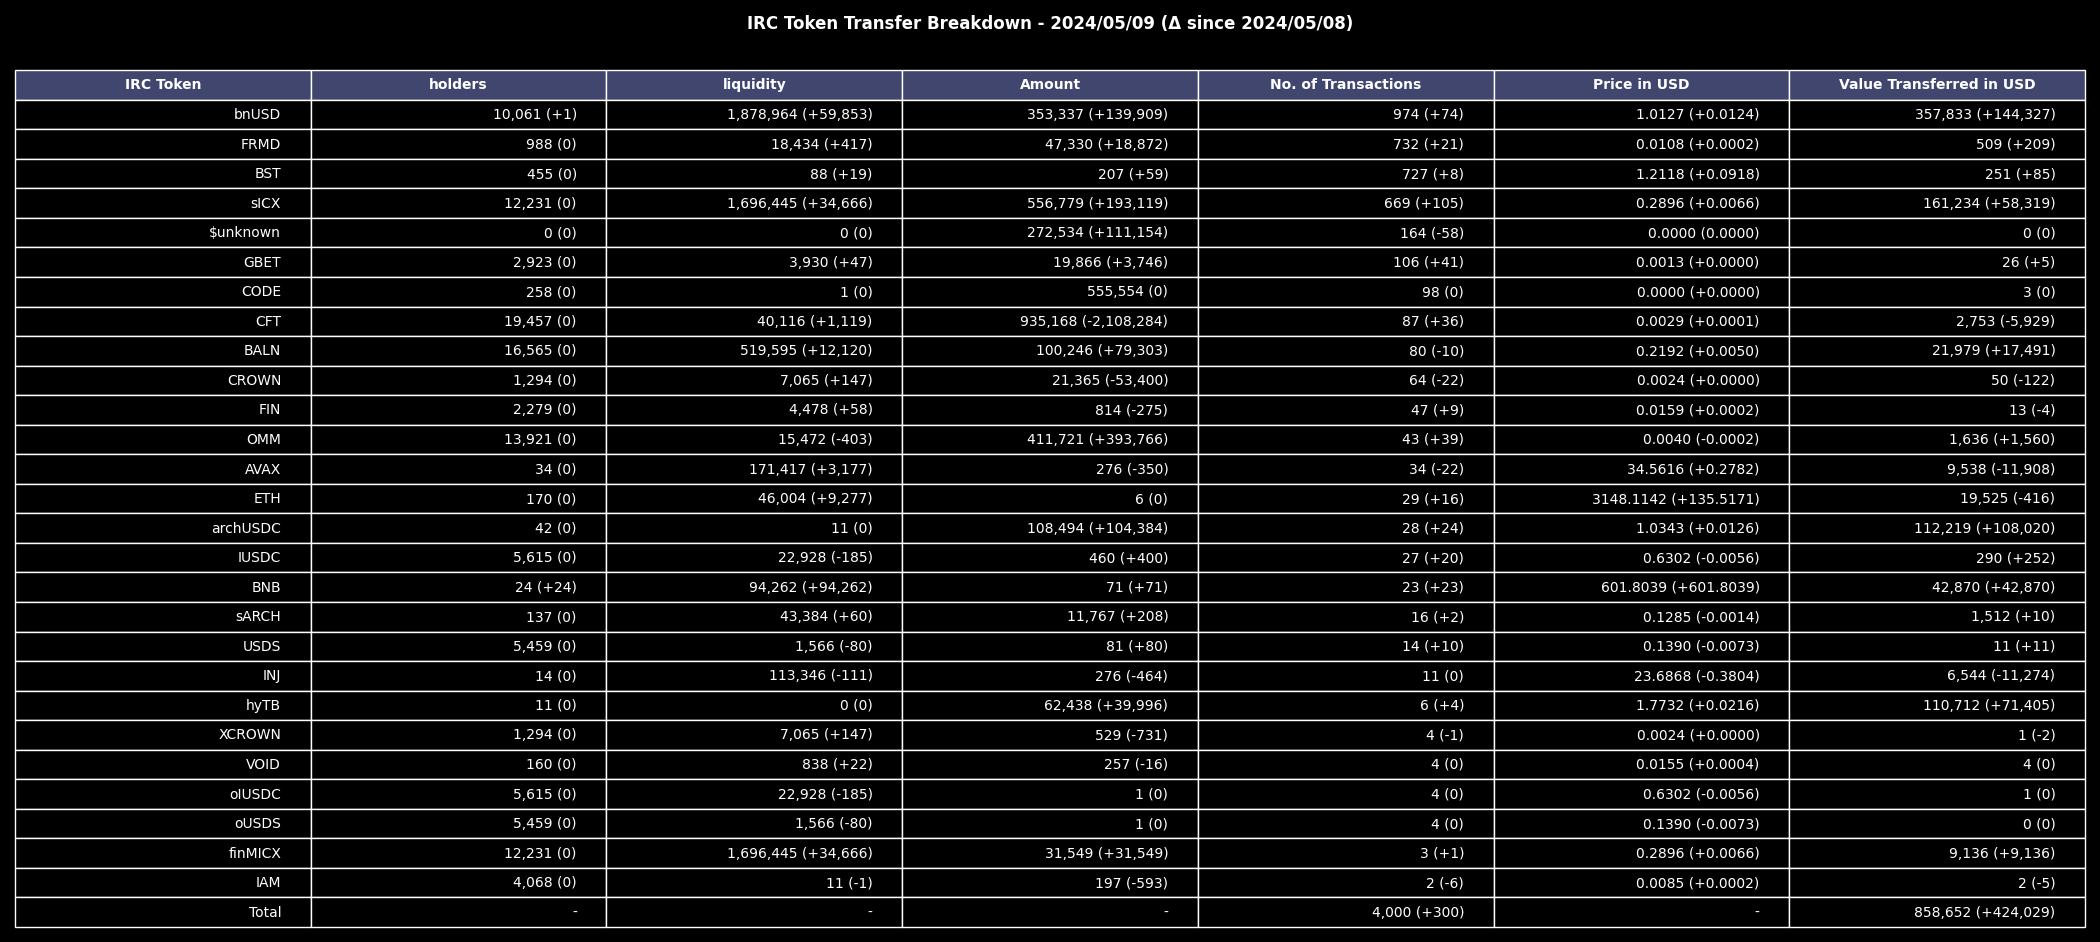 IRC Token Transfer Breakdown - 2024/05/09 (Δ since 2024/05/08)
IRC Token holders liquidity Amount No. of Transactions Price in USD Value Transferred in USD
bnUSD 10,061 (+1) 1,878,964 (+59,853) 353,337 (+139,909) 974 (+74) 1.0127 (+0.0124) 357,833 (+144,327)
FRMD 988 (0) 18,434 (+417) 47,330 (+18,872) 732 (+21) 0.0108 (+0.0002) 509 (+209)
BST 455 (0) 88 (+19) 207 (+59) 727 (+8) 1.2118 (+0.0918) 251 (+85)
sICX 12,231 (0) 1,696,445 (+34,666) 556,779 (+193,119) 669 (+105) 0.2896 (+0.0066) 161,234 (+58,319)
$unknown 0 (0) 0 (0) 272,534 (+111,154) 164 (-58) 0.0000 (0.0000) 0 (0)
GBET 2,923 (0) 3,930 (+47) 19,866 (+3,746) 106 (+41) 0.0013 (+0.0000) 26 (+5)
CODE 258 (0) 1 (0) 555,554 (0) 98 (0) 0.0000 (+0.0000) 3 (0)
CFT 19,457 (0) 40,116 (+1,119) 935,168 (-2,108,284) 87 (+36) 0.0029 (+0.0001) 2,753 (-5,929)
BALN 16,565 (0) 519,595 (+12,120) 100,246 (+79,303) 80 (-10) 0.2192 (+0.0050) 21,979 (+17,491)
CROWN 1,294 (0) 7,065 (+147) 21,365 (-53,400) 64 (-22) 0.0024 (+0.0000) 50 (-122)
FIN 2,279 (0) 4,478 (+58) 814 (-275) 47 (+9) 0.0159 (+0.0002) 13 (-4)
OMM 13,921 (0) 15,472 (-403) 411,721 (+393,766) 43 (+39) 0.0040 (-0.0002) 1,636 (+1,560)
AVAX 34 (0) 171,417 (+3,177) 276 (-350) 34 (-22) 34.5616 (+0.2782) 9,538 (-11,908)
ETH 170 (0) 46,004 (+9,277) 6 (0) 29 (+16) 3148.1142 (+135.5171) 19,525 (-416)
archUSDC 42 (0) 11 (0) 108,494 (+104,384) 28 (+24) 1.0343 (+0.0126) 112,219 (+108,020)
IUSDC 5,615 (0) 22,928 (-185) 460 (+400) 27 (+20) 0.6302 (-0.0056) 290 (+252)
BNB 24 (+24) 94,262 (+94,262) 71 (+71) 23 (+23) 601.8039 (+601.8039) 42,870 (+42,870)
sARCH 137 (0) 43,384 (+60) 11,767 (+208) 16 (+2) 0.1285 (-0.0014) 1,512 (+10)
USDS 5,459 (0) 1,566 (-80) 81 (+80) 14 (+10) 0.1390 (-0.0073) 11 (+11)
INJ 14 (0) 113,346 (-111) 276 (-464) 11 (0) 23.6868 (-0.3804) 6,544 (-11,274)
hyTB 11 (0) 0 (0) 62,438 (+39,996) 6 (+4) 1.7732 (+0.0216) 110,712 (+71,405)
XCROWN 1,294 (0) 7,065 (+147) 529 (-731) 4 (-1) 0.0024 (+0.0000) 1 (-2)
VOID 160 (0) 838 (+22) 257 (-16) 4 (0) 0.0155 (+0.0004) 4 (0)
oIUSDC 5,615 (0) 22,928 (-185) 1 (0) 4 (0) 0.6302 (-0.0056) 1 (0)
oUSDS 5,459 (0) 1,566 (-80) 1 (0) 4 (0) 0.1390 (-0.0073) 0 (0)
finMICX 12,231 (0) 1,696,445 (+34,666) 31,549 (+31,549) 3 (+1) 0.2896 (+0.0066) 9,136 (+9,136)
IAM 4,068 (0) 11 (-1) 197 (-593) 2 (-6) 0.0085 (+0.0002) 2 (-5)
Total - - - 4,000 (+300) - 858,652 (+424,029)